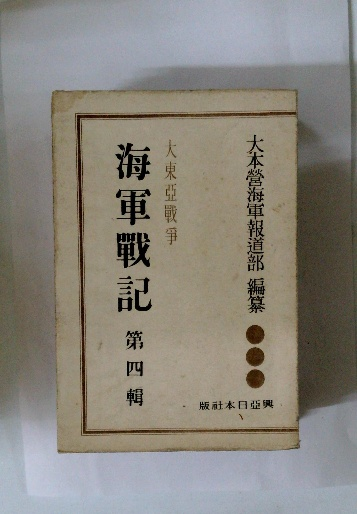 大本營海軍報道部 編纂
大東亞戰爭
海軍戰記 第四輯
興亞日本社版